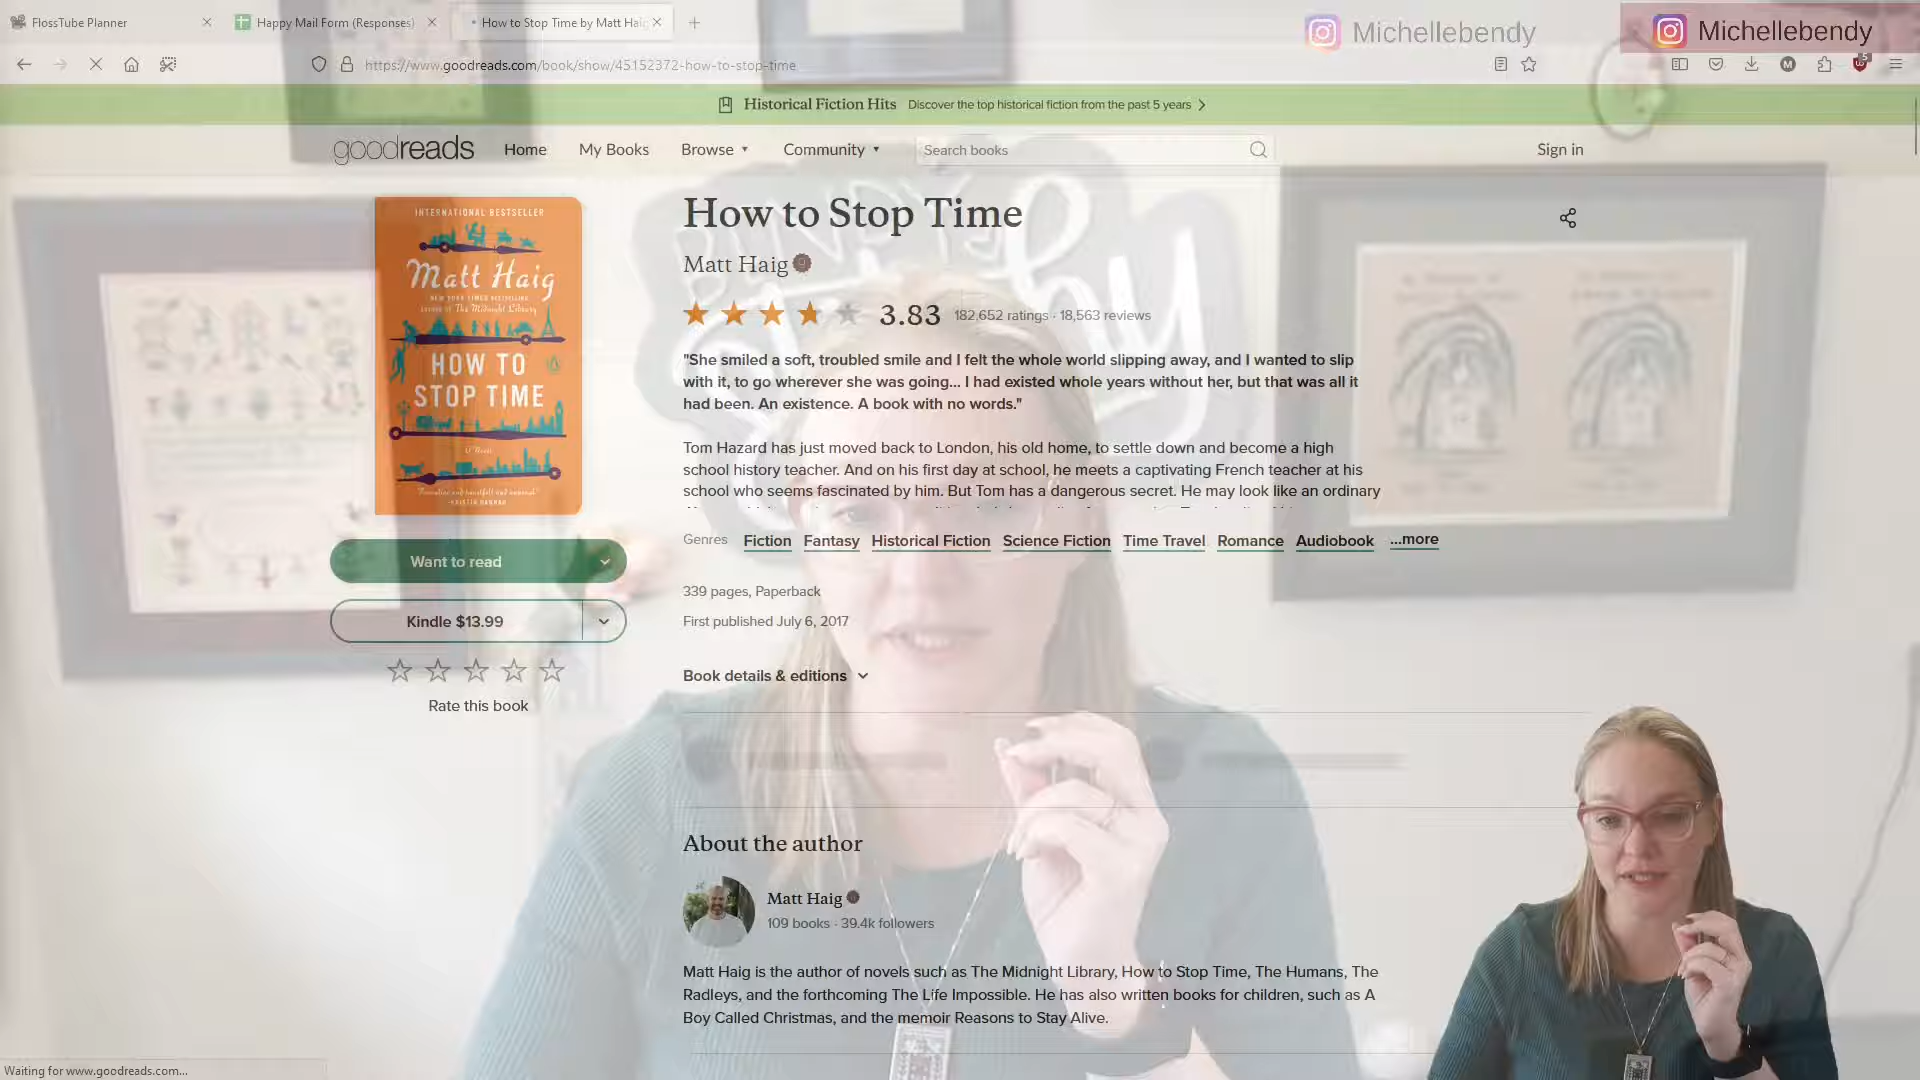 FlossTube Planner
Happy Mail Form (Responses)
How to Stop Time by Matt Haig
Michellebendy
Michellebendy
https://www.goodreads.com/book/show/45152372-how-to-stop-time
M
Historical Fiction Hits Discover the top historical fiction from the past 5 years
goodreads
Home
My Books
Browse
Community
Search books
Sign in
INTERNATIONAL BESTSELLER
Matt Haig
NEW YORK TIMES BESTSELLING
AUTHOR OF The Midnight Library
HOW TO
STOP TIME
A Novel
KRISTIN HANNAH
Want to read
Kindle $13.99
Rate this book
How to Stop Time
Matt Haig
3.83 182,652 ratings · 18,563 reviews
"She smiled a soft, troubled smile and I felt the whole world slipping away, and I wanted to slip
with it, to go wherever she was going... I had existed whole years without her, but that was all it
had been. An existence. A book with no words."
Tom Hazard has just moved back to London, his old home, to settle down and become a high
school history teacher. And on his first day at school, he meets a captivating French teacher at his
school who seems fascinated by him. But Tom has a dangerous secret. He may look like an ordinary
Genres Fiction Fantasy Historical Fiction Science Fiction Time Travel Romance Audiobook ...more
339 pages, Paperback
First published July 6, 2017
Book details & editions
About the author
Matt Haig
109 books · 39.4k followers
Matt Haig is the author of novels such as The Midnight Library, How to Stop Time, The Humans, The
Radleys, and the forthcoming The Life Impossible. He has also written books for children, such as A
Boy Called Christmas, and the memoir Reasons to Stay Alive.
Waiting for www.goodreads.com...